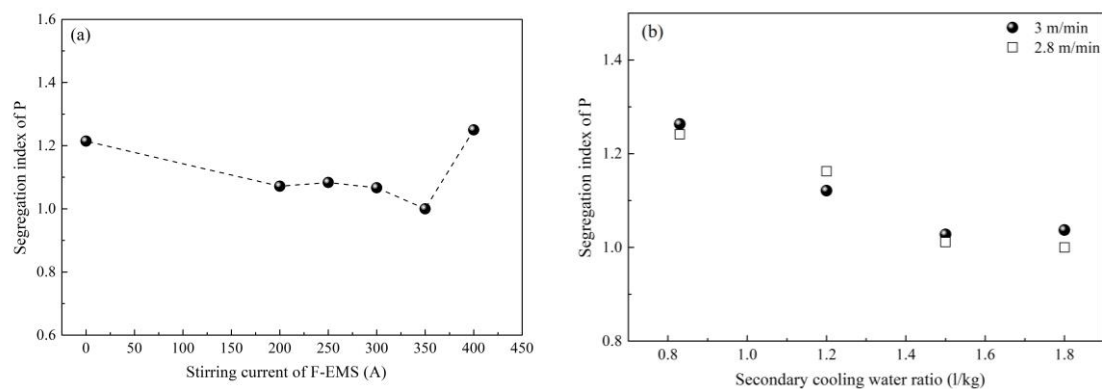 (a)
Segregation index of P
1.6
1.4
1.2
1.0
0.8
0.6
0 50 100 150 200 250 300 350 400 450
Stirring current of F-EMS (A)
(b)
3 m/min
2.8 m/min
Segregation index of P
1.4
1.2
1.0
0.8
0.8 1.0 1.2 1.4 1.6 1.8
Secondary cooling water ratio (l/kg)